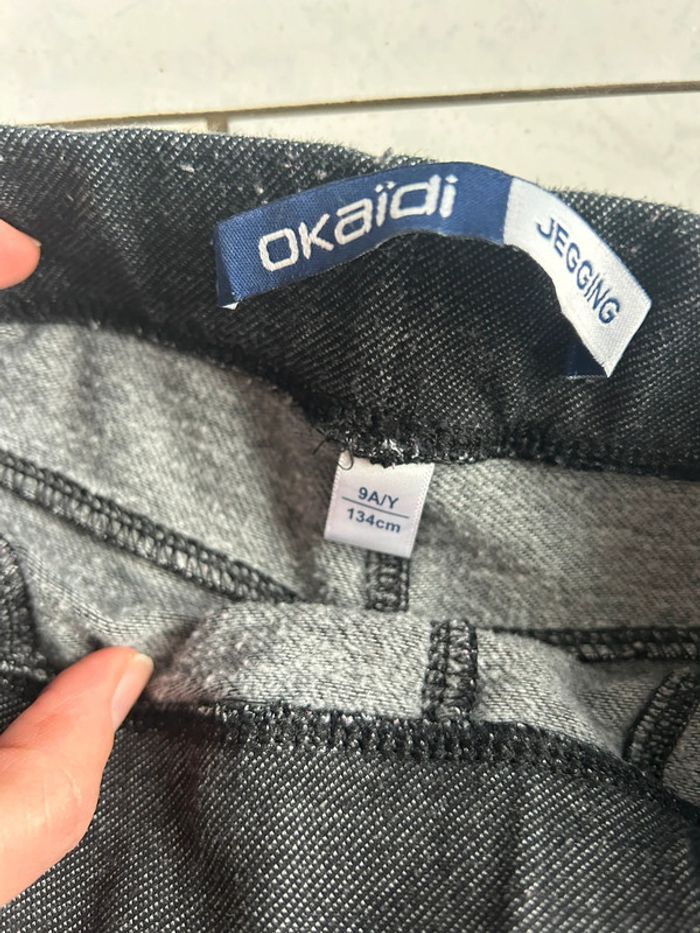 okaïdi
JEGGING
9A/Y
134cm